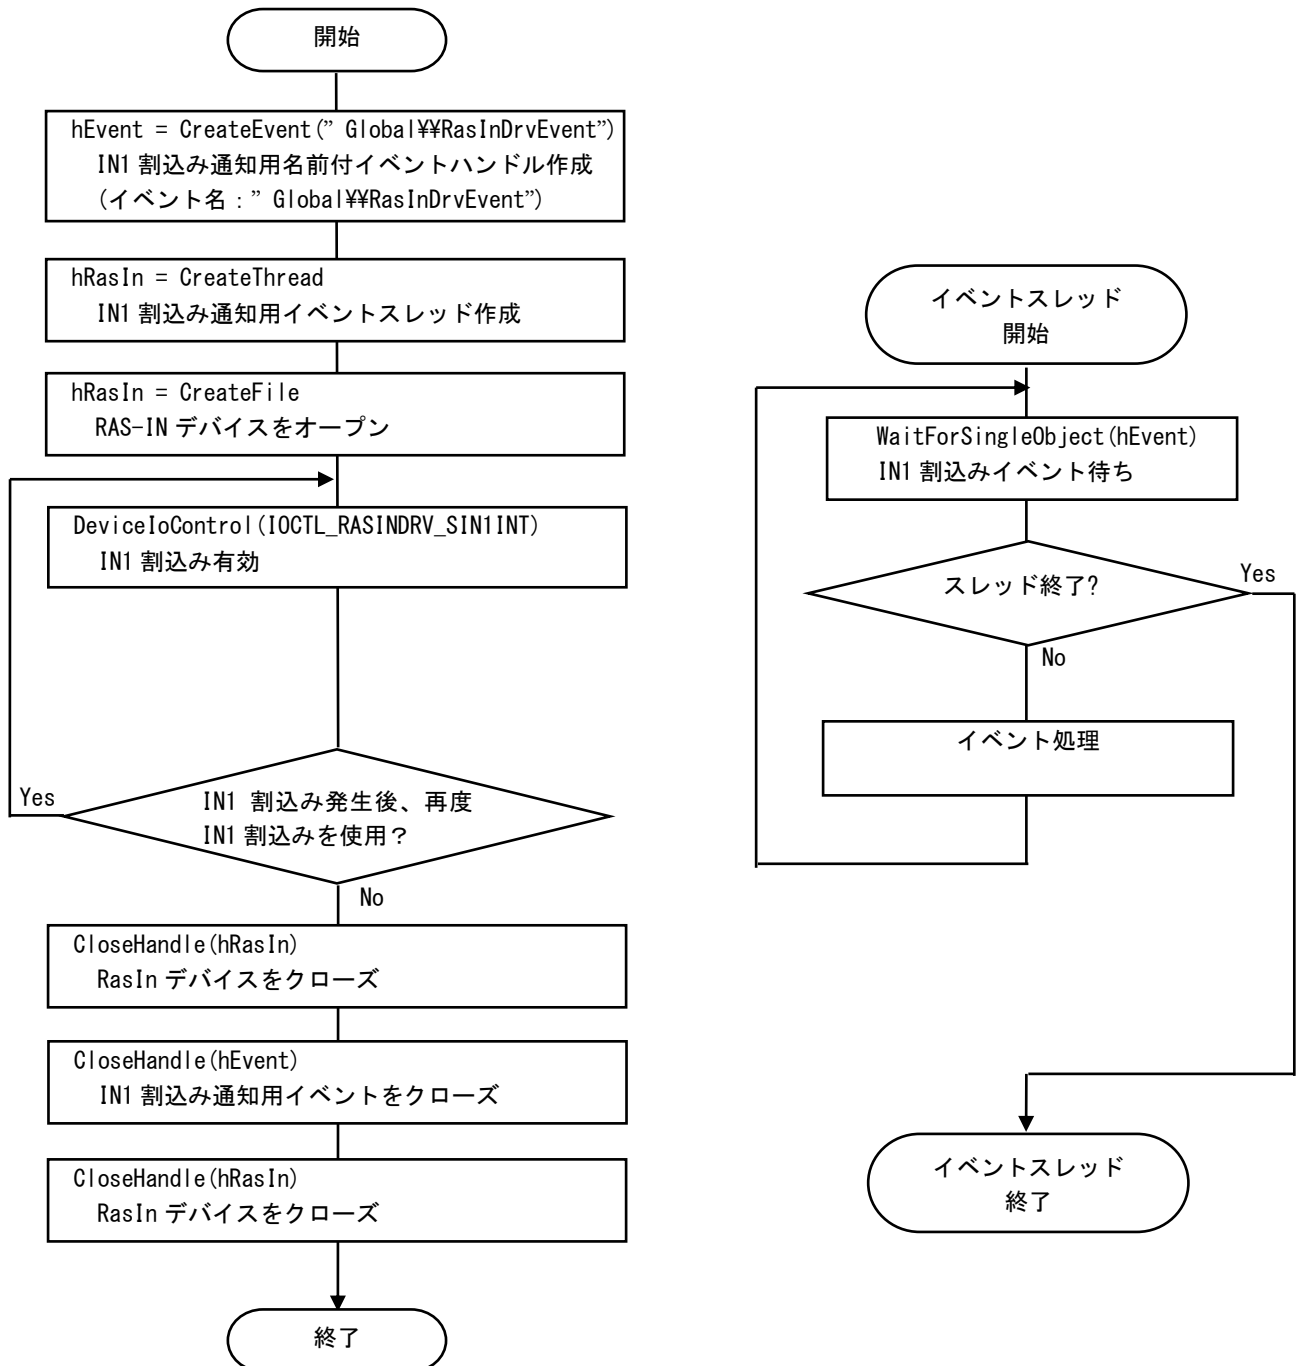 開始
hEvent = CreateEvent(” Global¥¥RasInDrvEvent”)
IN1 割込み通知用名前付イベントハンドル作成
(イベント名：” Global¥¥RasInDrvEvent”)
hRasIn = CreateThread
IN1 割込み通知用イベントスレッド作成
hRasIn = CreateFile
RAS-IN デバイスをオープン
DeviceIoControl(IOCTL_RASINDRV_SIN1INT)
IN1 割込み有効
Yes
IN1 割込み発生後、再度
IN1 割込みを使用？
No
CloseHandle(hRasIn)
RasIn デバイスをクローズ
CloseHandle(hEvent)
IN1 割込み通知用イベントをクローズ
CloseHandle(hRasIn)
RasIn デバイスをクローズ
終了
イベントスレッド
開始
WaitForSingleObject(hEvent)
IN1 割込みイベント待ち
スレッド終了?
Yes
No
イベント処理
イベントスレッド
終了